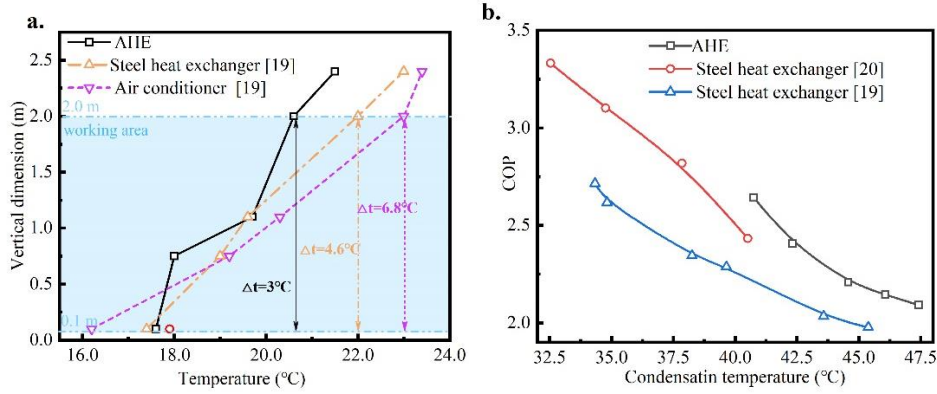 a.
AHE
Steel heat exchanger [19]
Air conditioner [19]
2.5
2.0 m
2.0
working area
1.5
1.0
0.5
0.1 m
0.0
Vertical dimension (m)
△t=6.8℃
△t=4.6℃
△t=3℃
16.0 18.0 20.0 22.0 24.0
Temperature (℃)
b.
AHE
Steel heat exchanger [20]
Steel heat exchanger [19]
3.5
3.0
2.5
2.0
COP
32.5 35.0 37.5 40.0 42.5 45.0 47.5
Condensatin temperature (℃)